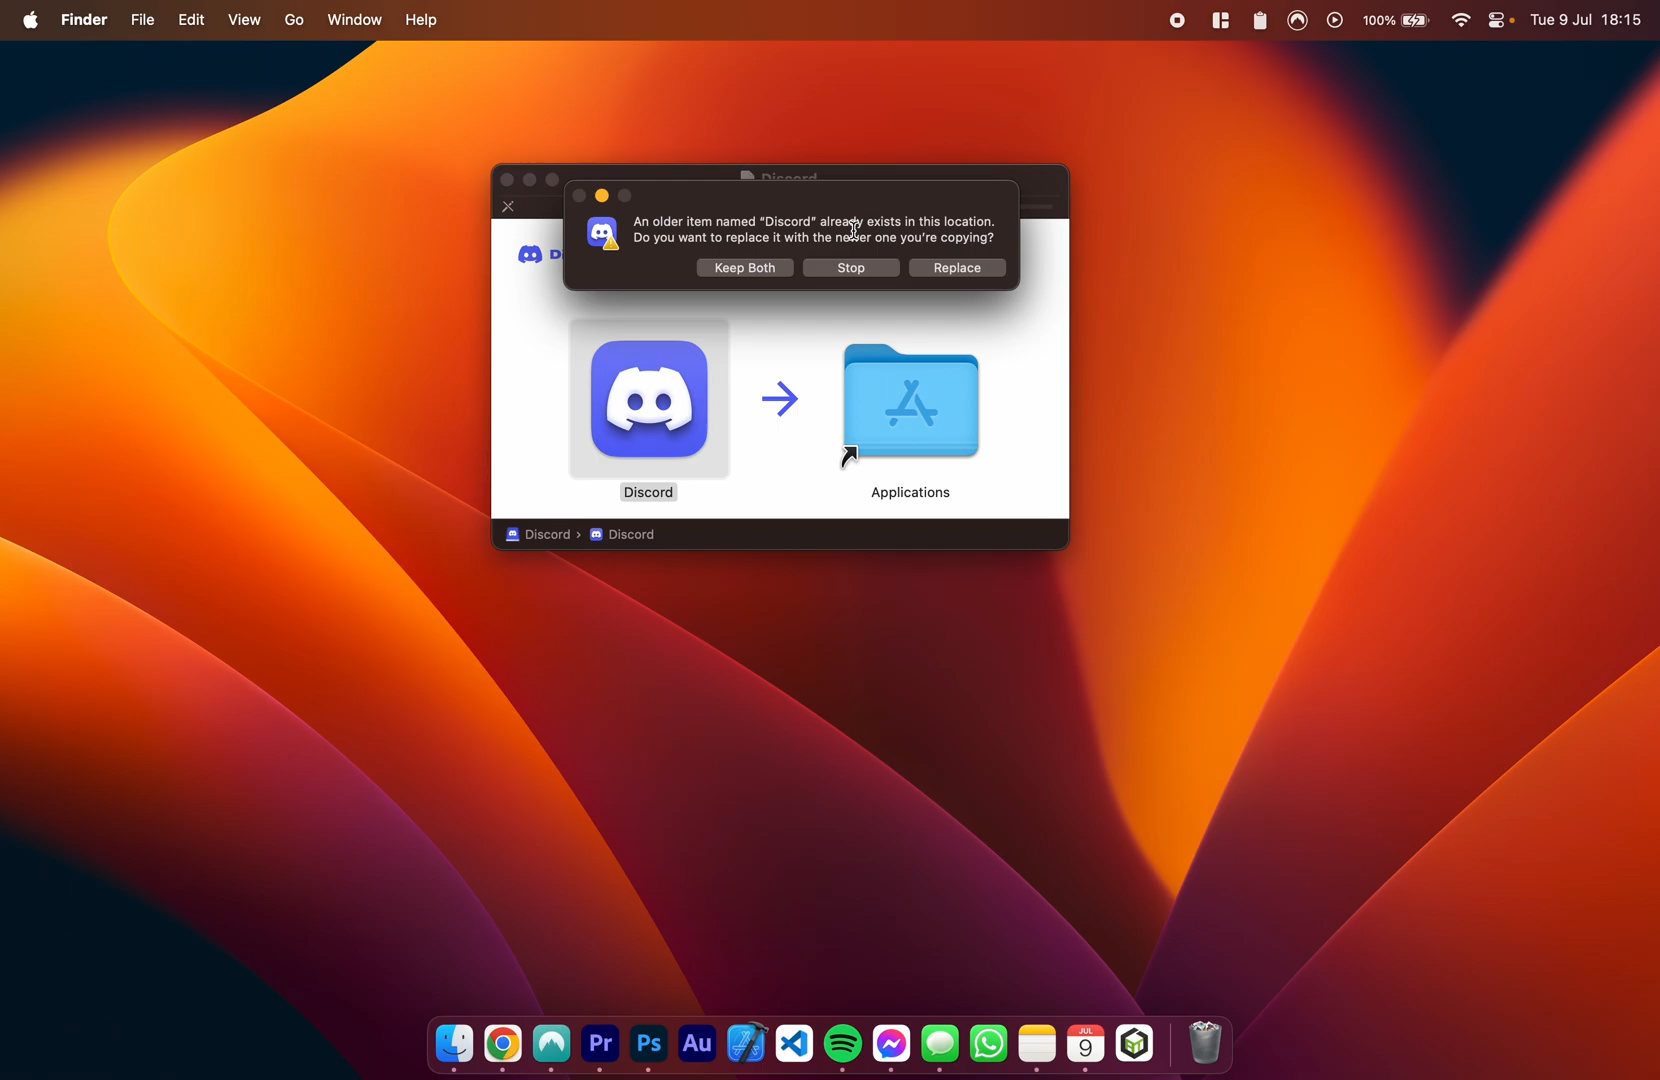 Finder File Edit View Go Window Help 100% Tue 9 Jul 18:15
Discord
An older item named “Discord” already exists in this location.
Do you want to replace it with the newer one you’re copying?
Keep Both Stop Replace
Discord Applications
Discord › Discord
Pr Ps Au JUL
9